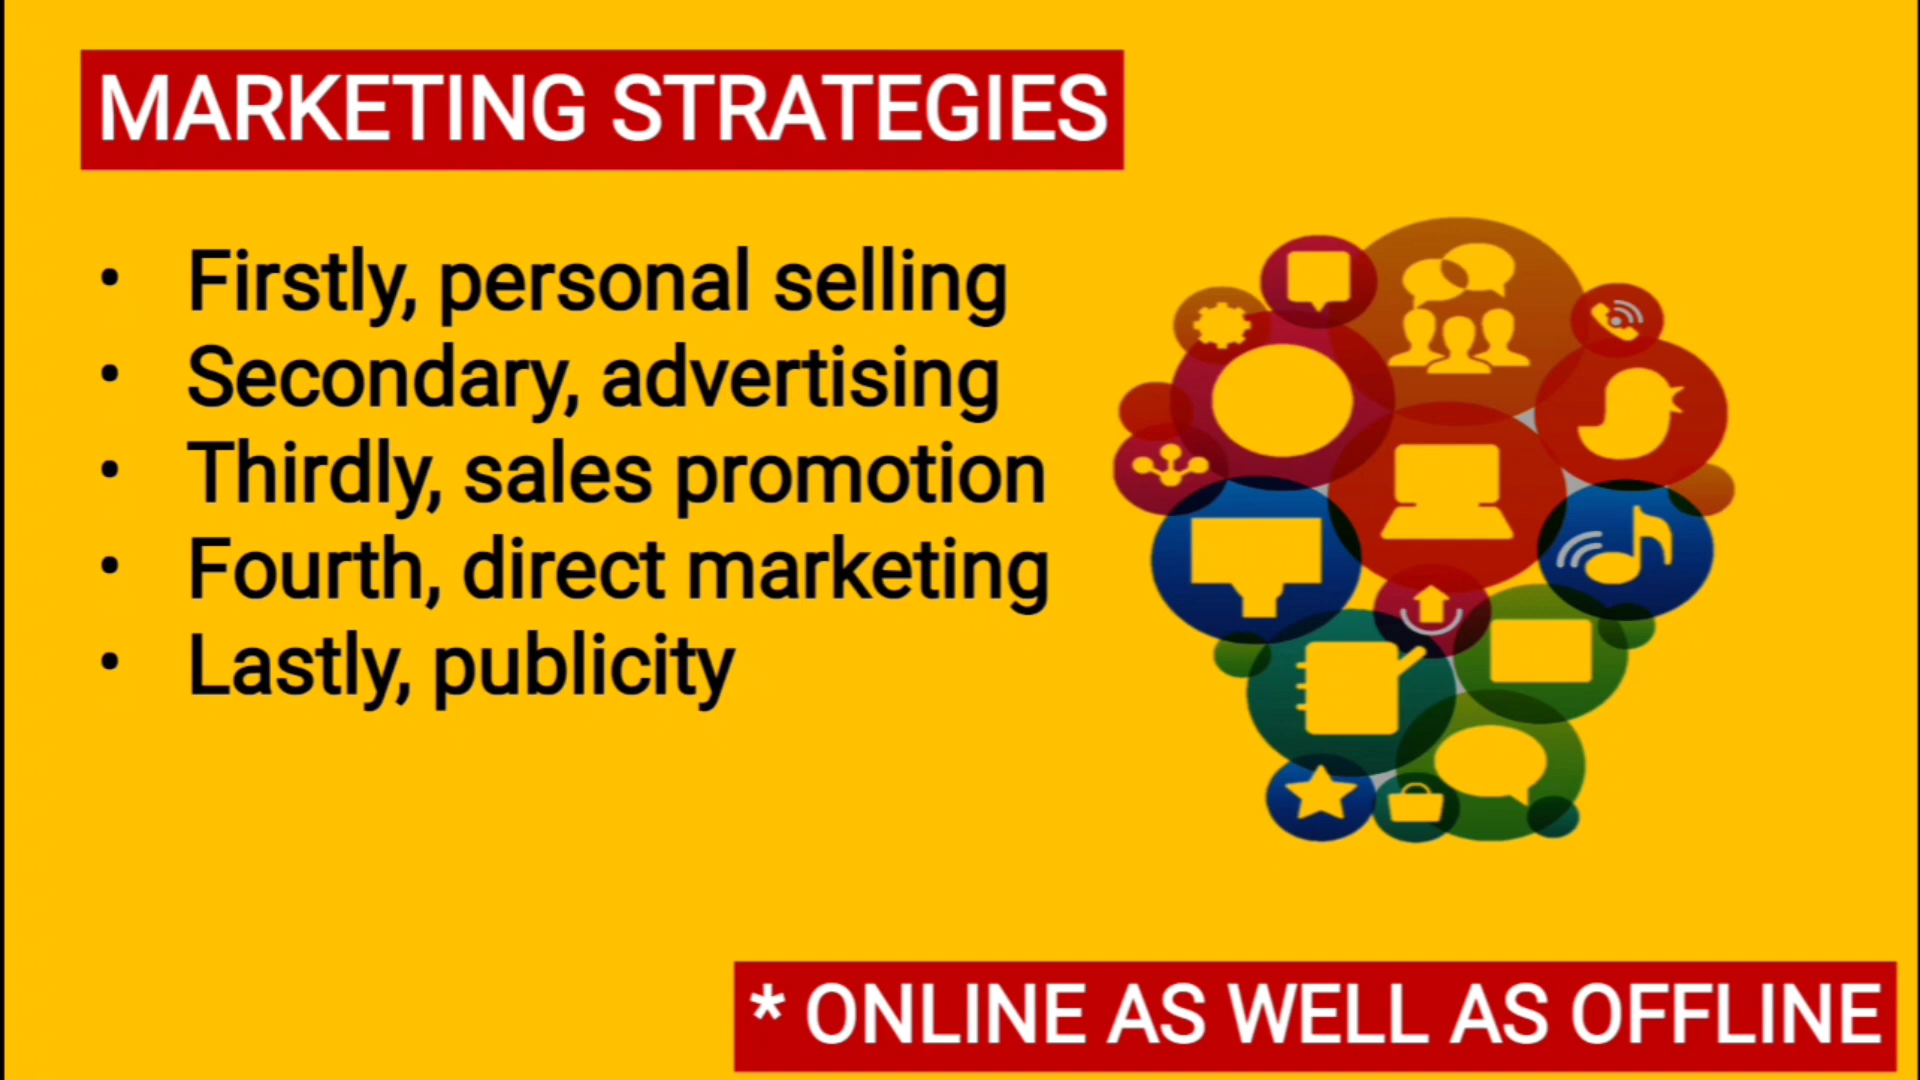 MARKETING STRATEGIES
• Firstly, personal selling
• Secondary, advertising
• Thirdly, sales promotion
• Fourth, direct marketing
• Lastly, publicity
* ONLINE AS WELL AS OFFLINE